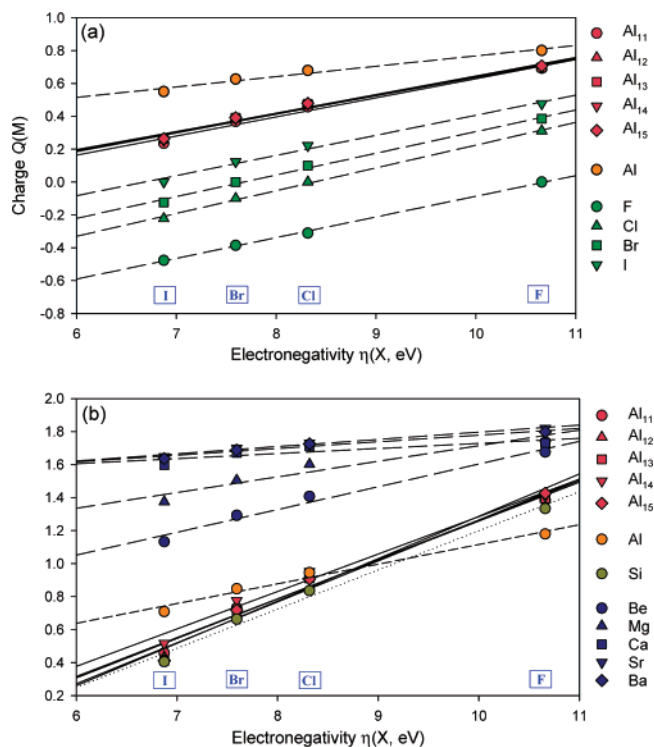 (a)
Charge Q(M)
1.0
0.8
0.6
0.4
0.2
0.0
-0.2
-0.4
-0.6
-0.8
I
Br
Cl
F
6 7 8 9 10 11
Electronegativity η(X, eV)
Al₁₁
Al₁₂
Al₁₃
Al₁₄
Al₁₅
Al
F
Cl
Br
I
(b)
2.0
1.8
1.6
1.4
1.2
1.0
0.8
0.6
0.4
0.2
I
Br
Cl
F
6 7 8 9 10 11
Electronegativity η(X, eV)
Al₁₁
Al₁₂
Al₁₃
Al₁₄
Al₁₅
Al
Si
Be
Mg
Ca
Sr
Ba